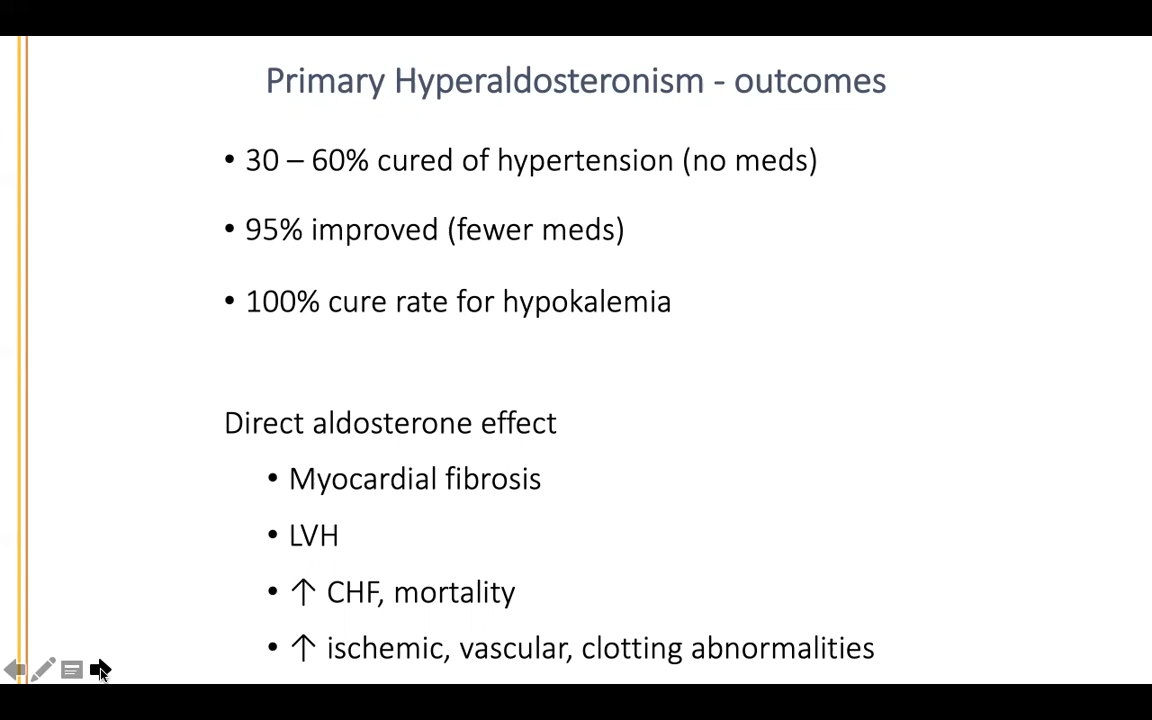 Primary Hyperaldosteronism - outcomes
• 30 – 60% cured of hypertension (no meds)
• 95% improved (fewer meds)
• 100% cure rate for hypokalemia
Direct aldosterone effect
• Myocardial fibrosis
• LVH
• ↑ CHF, mortality
• ↑ ischemic, vascular, clotting abnormalities